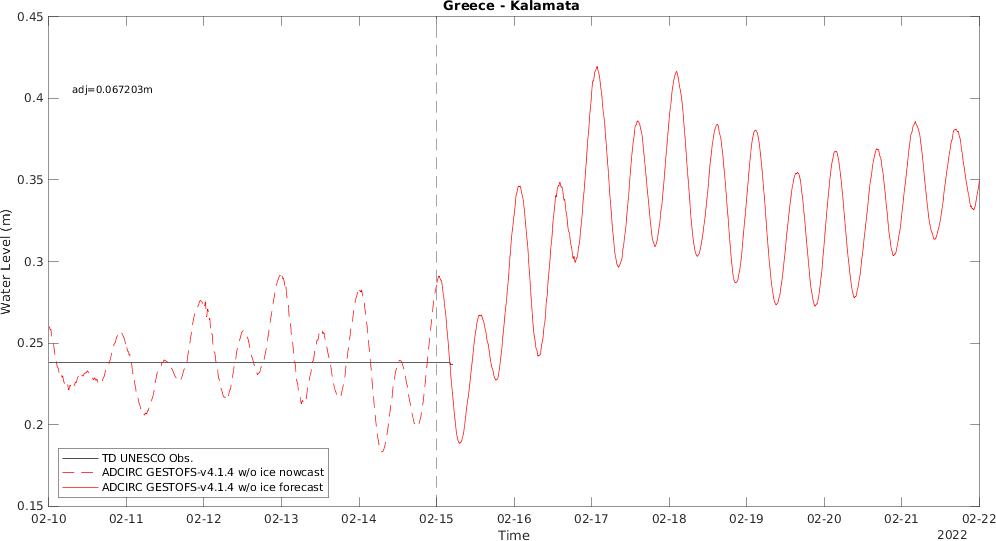 Greece - Kalamata
0.45
0.4
0.35
0.3
0.25
0.2
0.15
Water Level (m)
adj=0.067203m
TD UNESCO Obs.
ADCIRC GESTOFS-v4.1.4 w/o ice nowcast
ADCIRC GESTOFS-v4.1.4 w/o ice forecast
02-10 02-11 02-12 02-13 02-14 02-15 02-16 02-17 02-18 02-19 02-20 02-21 02-22
Time
2022